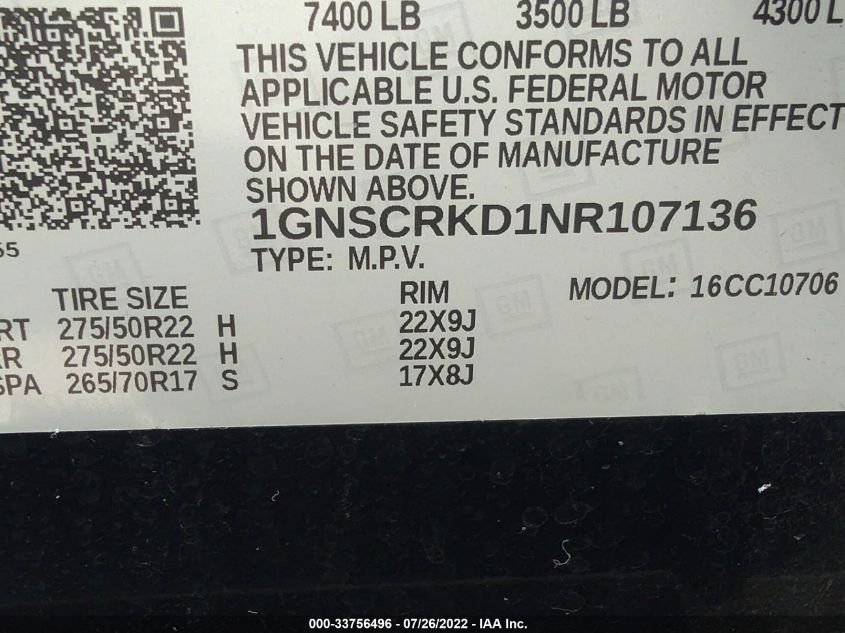 7400 LB 3500 LB 4300 L
THIS VEHICLE CONFORMS TO ALL
APPLICABLE U.S. FEDERAL MOTOR
VEHICLE SAFETY STANDARDS IN EFFECT
ON THE DATE OF MANUFACTURE
SHOWN ABOVE.
1GNSCRKD1NR107136
55
TYPE: M.P.V.
TIRE SIZE RIM MODEL: 16CC10706
RT 275/50R22 H 22X9J
RR 275/50R22 H 22X9J
SPA 265/70R17 S 17X8J
GM
000-33756496 - 07/26/2022 - IAA Inc.